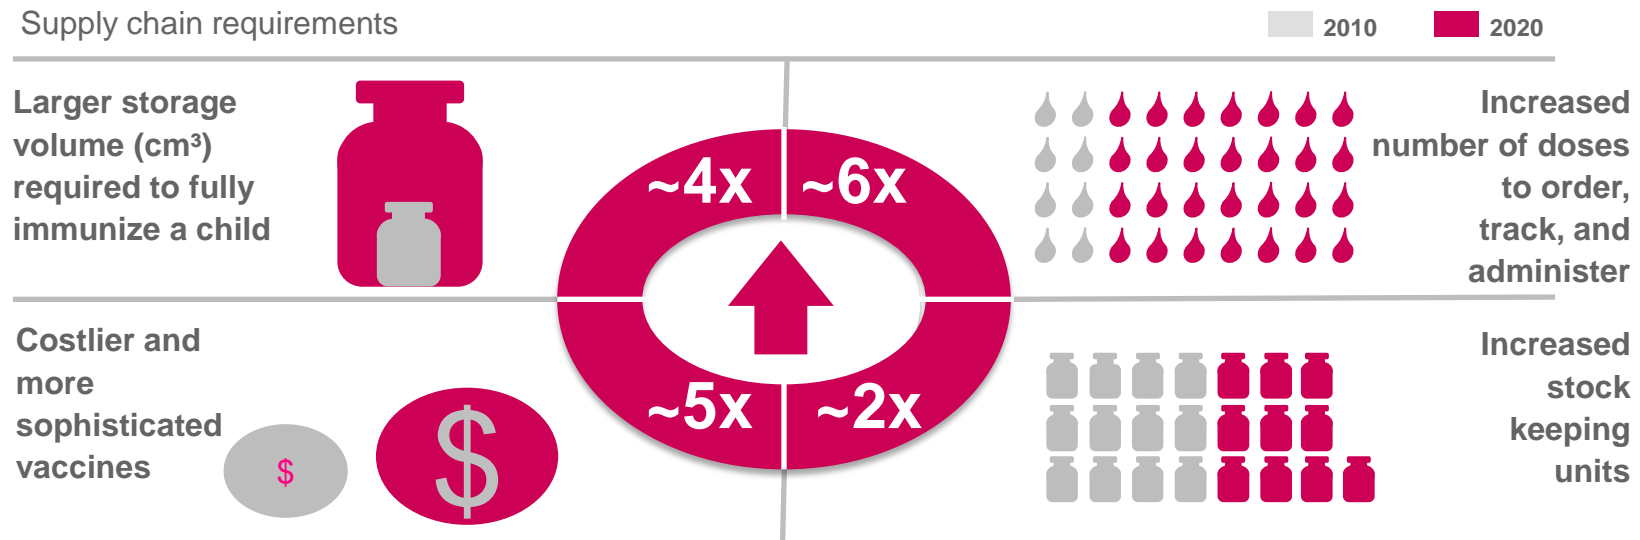 Supply chain requirements
2010
2020
Larger storage
volume (cm³)
required to fully
immunize a child
~4x
~6x
Increased
number of doses
to order,
track, and
administer
Costlier and
more
sophisticated
vaccines
$
$
~5x
~2x
Increased
stock
keeping
units